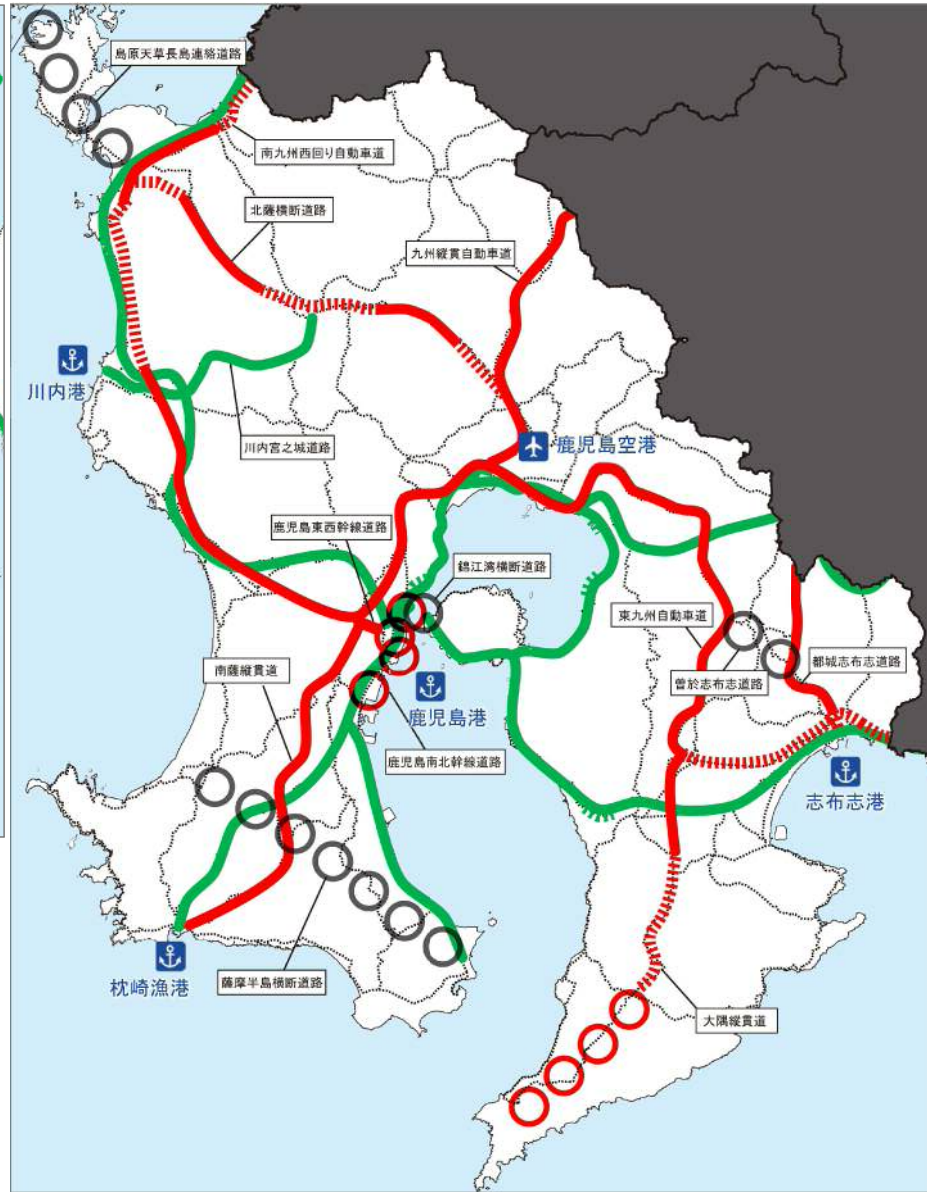 島原天草長島連絡道路
南九州西回り自動車道
北薩横断道路
九州縦貫自動車道
川内港
川内宮之城道路
鹿児島空港
鹿児島東西幹線道路
錦江湾横断道路
東九州自動車道
都城志布志道路
曽於志布志道路
南薩縦貫道
鹿児島港
鹿児島南北幹線道路
志布志港
枕崎漁港
薩摩半島横断道路
大隅縦貫道